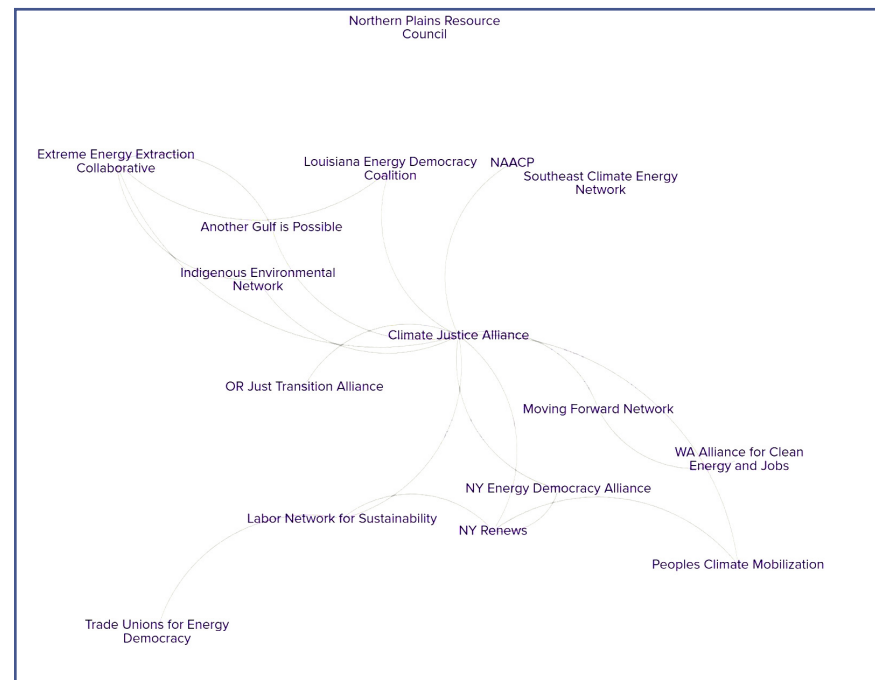 Northern Plains Resource
Council
Extreme Energy Extraction
Collaborative
Louisiana Energy Democracy
Coalition
NAACP
Southeast Climate Energy
Network
Another Gulf is Possible
Indigenous Environmental
Network
Climate Justice Alliance
OR Just Transition Alliance
Moving Forward Network
WA Alliance for Clean
Energy and Jobs
NY Energy Democracy Alliance
Labor Network for Sustainability
NY Renews
Peoples Climate Mobilization
Trade Unions for Energy
Democracy